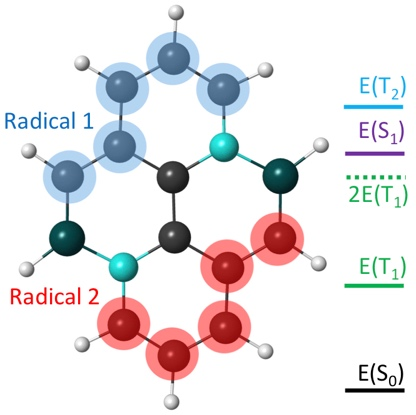 Radical 1
Radical 2
E(T₂)
E(S₁)
2E(T₁)
E(T₁)
E(S₀)